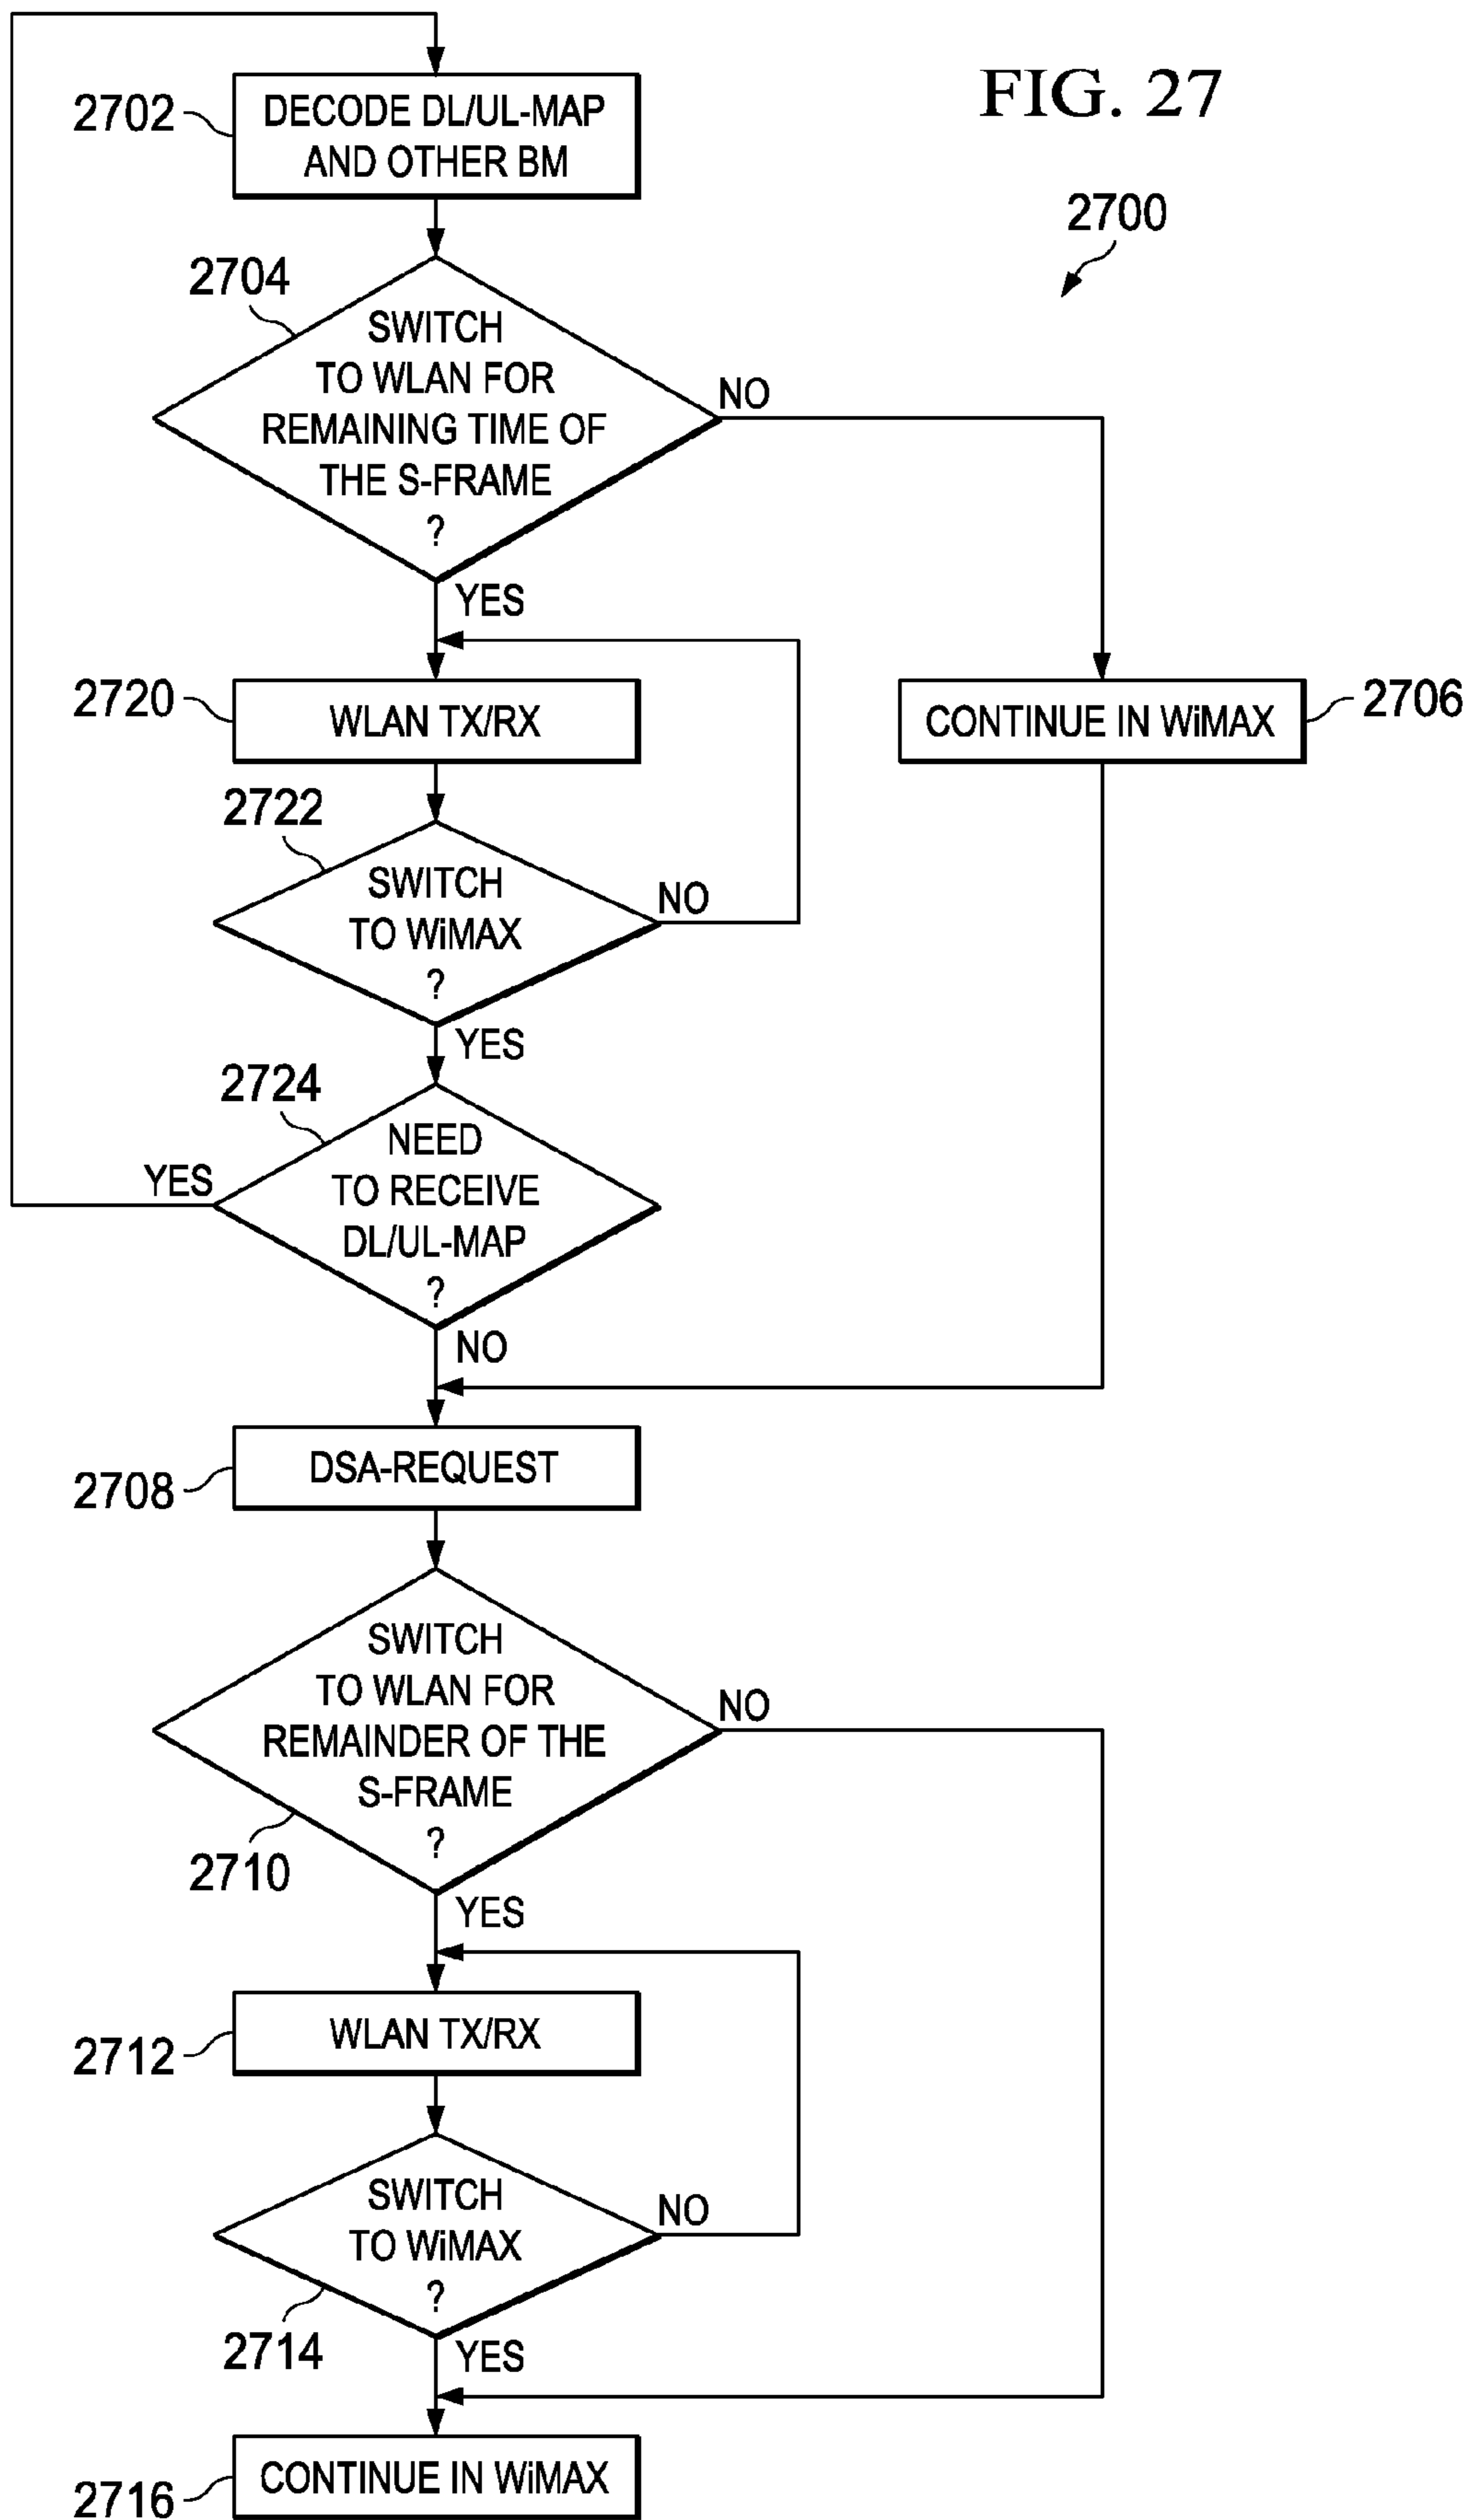 FIG. 27
2700
2702
DECODE DL/UL-MAP
AND OTHER BM
2704
SWITCH
TO WLAN FOR
REMAINING TIME OF
THE S-FRAME
?
NO
YES
2720
WLAN TX/RX
CONTINUE IN WiMAX
2706
2722
SWITCH
TO WiMAX
?
NO
YES
2724
NEED
TO RECEIVE
DL/UL-MAP
?
YES
NO
2708
DSA-REQUEST
SWITCH
TO WLAN FOR
REMAINDER OF THE
S-FRAME
?
NO
2710
YES
2712
WLAN TX/RX
SWITCH
TO WiMAX
?
NO
2714
YES
2716
CONTINUE IN WiMAX